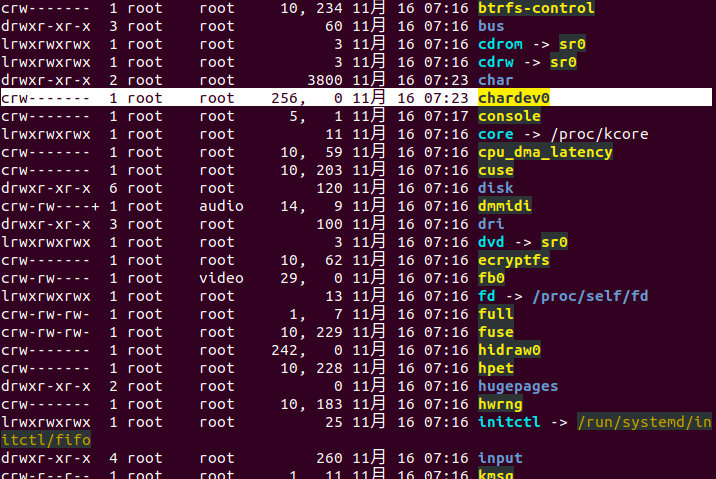 crw------- 1 root root 10, 234 11月 16 07:16 btrfs-control
drwxr-xr-x 3 root root 60 11月 16 07:16 bus
lrwxrwxrwx 1 root root 3 11月 16 07:16 cdrom -> sr0
lrwxrwxrwx 1 root root 3 11月 16 07:16 cdrw -> sr0
drwxr-xr-x 2 root root 3800 11月 16 07:23 char
crw------- 1 root root 256, 0 11月 16 07:23 chardev0
crw------- 1 root root 5, 1 11月 16 07:17 console
lrwxrwxrwx 1 root root 11 11月 16 07:16 core -> /proc/kcore
crw------- 1 root root 10, 59 11月 16 07:16 cpu_dma_latency
crw------- 1 root root 10, 203 11月 16 07:16 cuse
drwxr-xr-x 6 root root 120 11月 16 07:16 disk
crw-rw----+ 1 root audio 14, 9 11月 16 07:16 dmmidi
drwxr-xr-x 3 root root 100 11月 16 07:16 dri
lrwxrwxrwx 1 root root 3 11月 16 07:16 dvd -> sr0
crw------- 1 root root 10, 62 11月 16 07:16 ecryptfs
crw-rw---- 1 root video 29, 0 11月 16 07:16 fb0
lrwxrwxrwx 1 root root 13 11月 16 07:16 fd -> /proc/self/fd
crw-rw-rw- 1 root root 1, 7 11月 16 07:16 full
crw-rw-rw- 1 root root 10, 229 11月 16 07:16 fuse
crw------- 1 root root 242, 0 11月 16 07:16 hidraw0
crw------- 1 root root 10, 228 11月 16 07:16 hpet
drwxr-xr-x 2 root root 0 11月 16 07:16 hugepages
crw------- 1 root root 10, 183 11月 16 07:16 hwrng
lrwxrwxrwx 1 root root 25 11月 16 07:16 initctl -> /run/systemd/in
itctl/fifo
drwxr-xr-x 4 root root 260 11月 16 07:16 input
crw-r--r-- 1 root root 1, 11 11月 16 07:16 kmsg